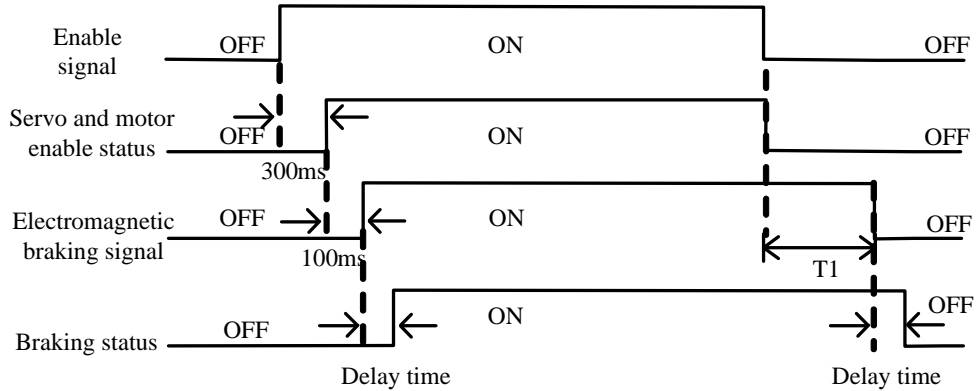 Enable
signal
OFF
ON
OFF
Servo and motor
enable status
OFF
ON
OFF
300ms
Electromagnetic
braking signal
OFF
ON
OFF
100ms
T1
Braking status
OFF
ON
OFF
Delay time
Delay time